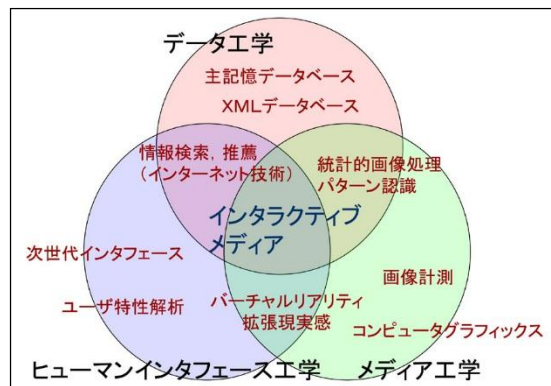 データ工学
主記憶データベース
XMLデータベース
情報検索，推薦
（インターネット技術）
統計的画像処理
パターン認識
インタラクティブ
メディア
次世代インタフェース
ユーザ特性解析
バーチャルリアリティ
拡張現実感
画像計測
コンピュータグラフィックス
ヒューマンインタフェース工学
メディア工学